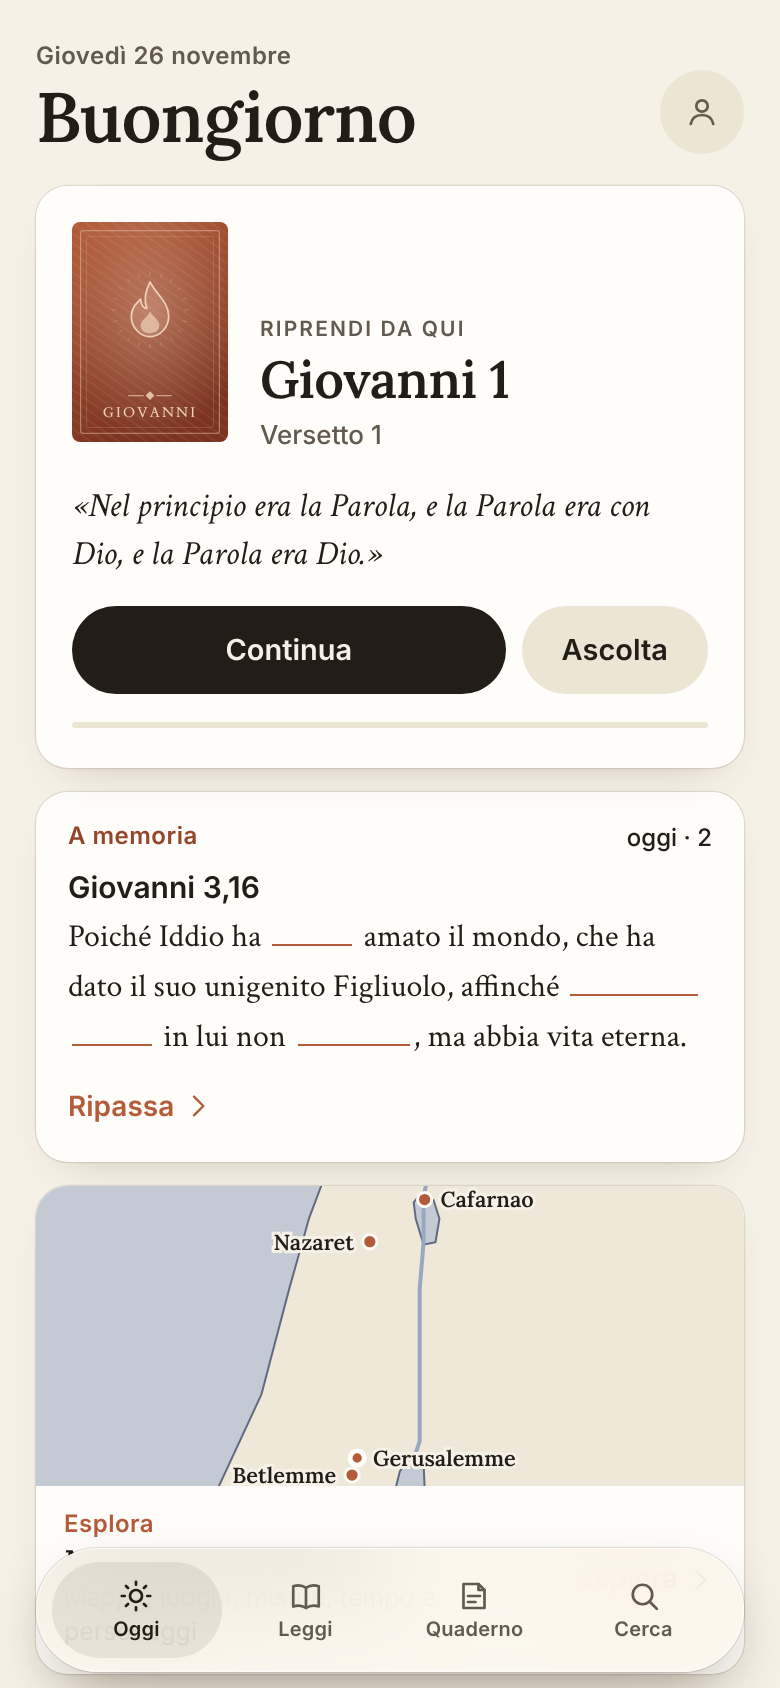 Giovedì 26 novembre
Buongiorno
GIOVANNI
RIPRENDI DA QUI
Giovanni 1
Versetto 1
«Nel principio era la Parola, e la Parola era con
Dio, e la Parola era Dio.»
Continua
Ascolta
A memoria
oggi · 2
Giovanni 3,16
Poiché Iddio ha ______ amato il mondo, che ha
dato il suo unigenito Figliuolo, affinché ______
______ in lui non ______, ma abbia vita eterna.
Ripassa
Cafarnao
Nazaret
Gerusalemme
Betlemme
Esplora
Oggi
Leggi
Quaderno
Cerca